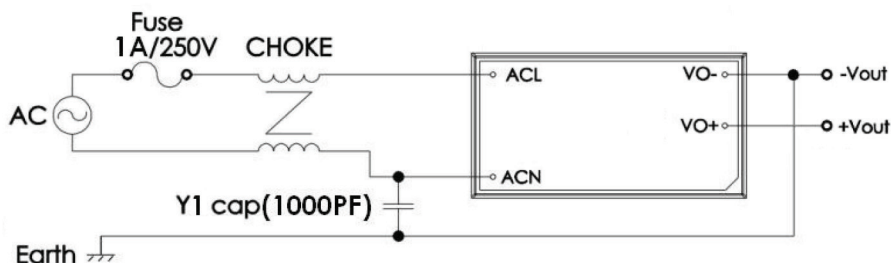 Fuse
1A/250V
CHOKE
ACL
VO-
-Vout
AC
VO+
+Vout
ACN
Y1 cap(1000PF)
Earth